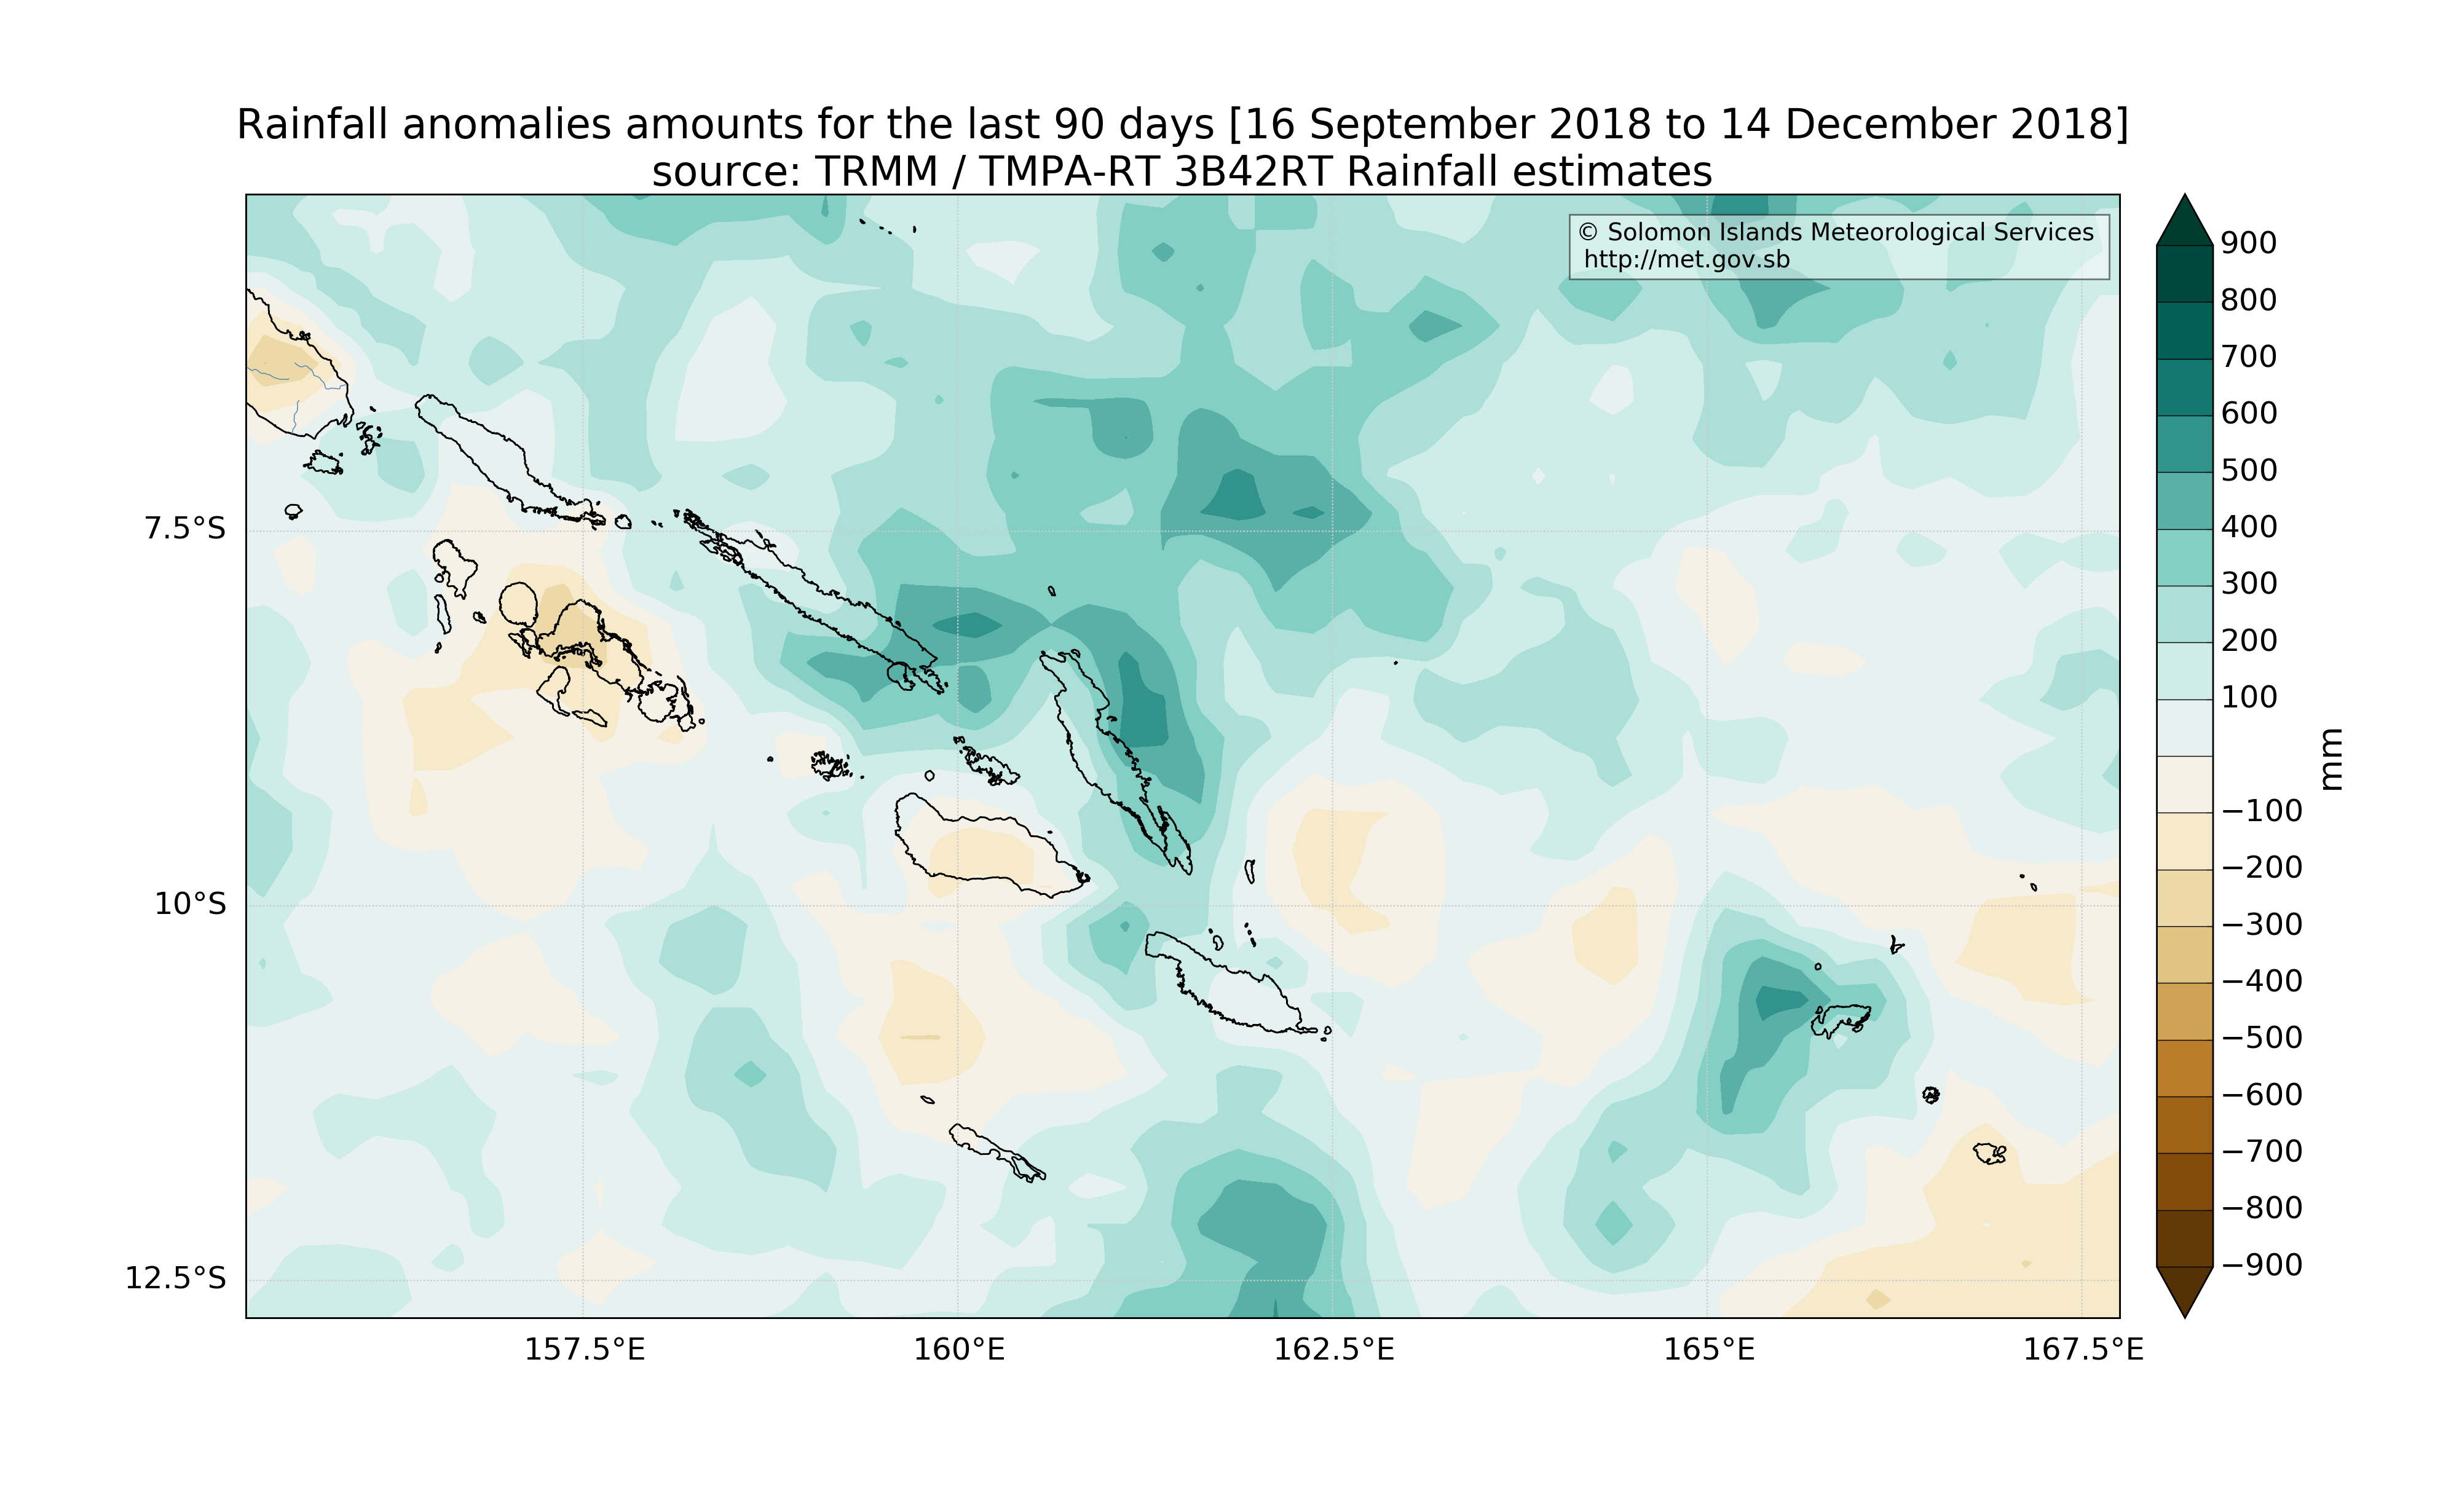 Rainfall anomalies amounts for the last 90 days [16 September 2018 to 14 December 2018]
source: TRMM / TMPA-RT 3B42RT Rainfall estimates
© Solomon Islands Meteorological Services
http://met.gov.sb
7.5°S
10°S
12.5°S
157.5°E
160°E
162.5°E
165°E
167.5°E
900
800
700
600
500
400
300
200
100
−100
−200
−300
−400
−500
−600
−700
−800
−900
mm